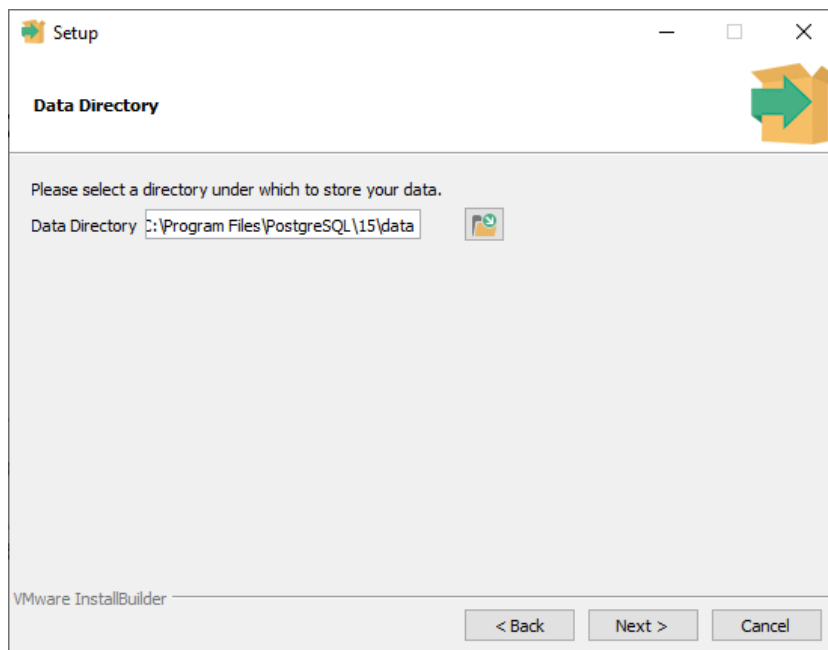 Setup
Data Directory
Please select a directory under which to store your data.
Data Directory C:\Program Files\PostgreSQL\15\data
VMware InstallBuilder
< Back Next > Cancel